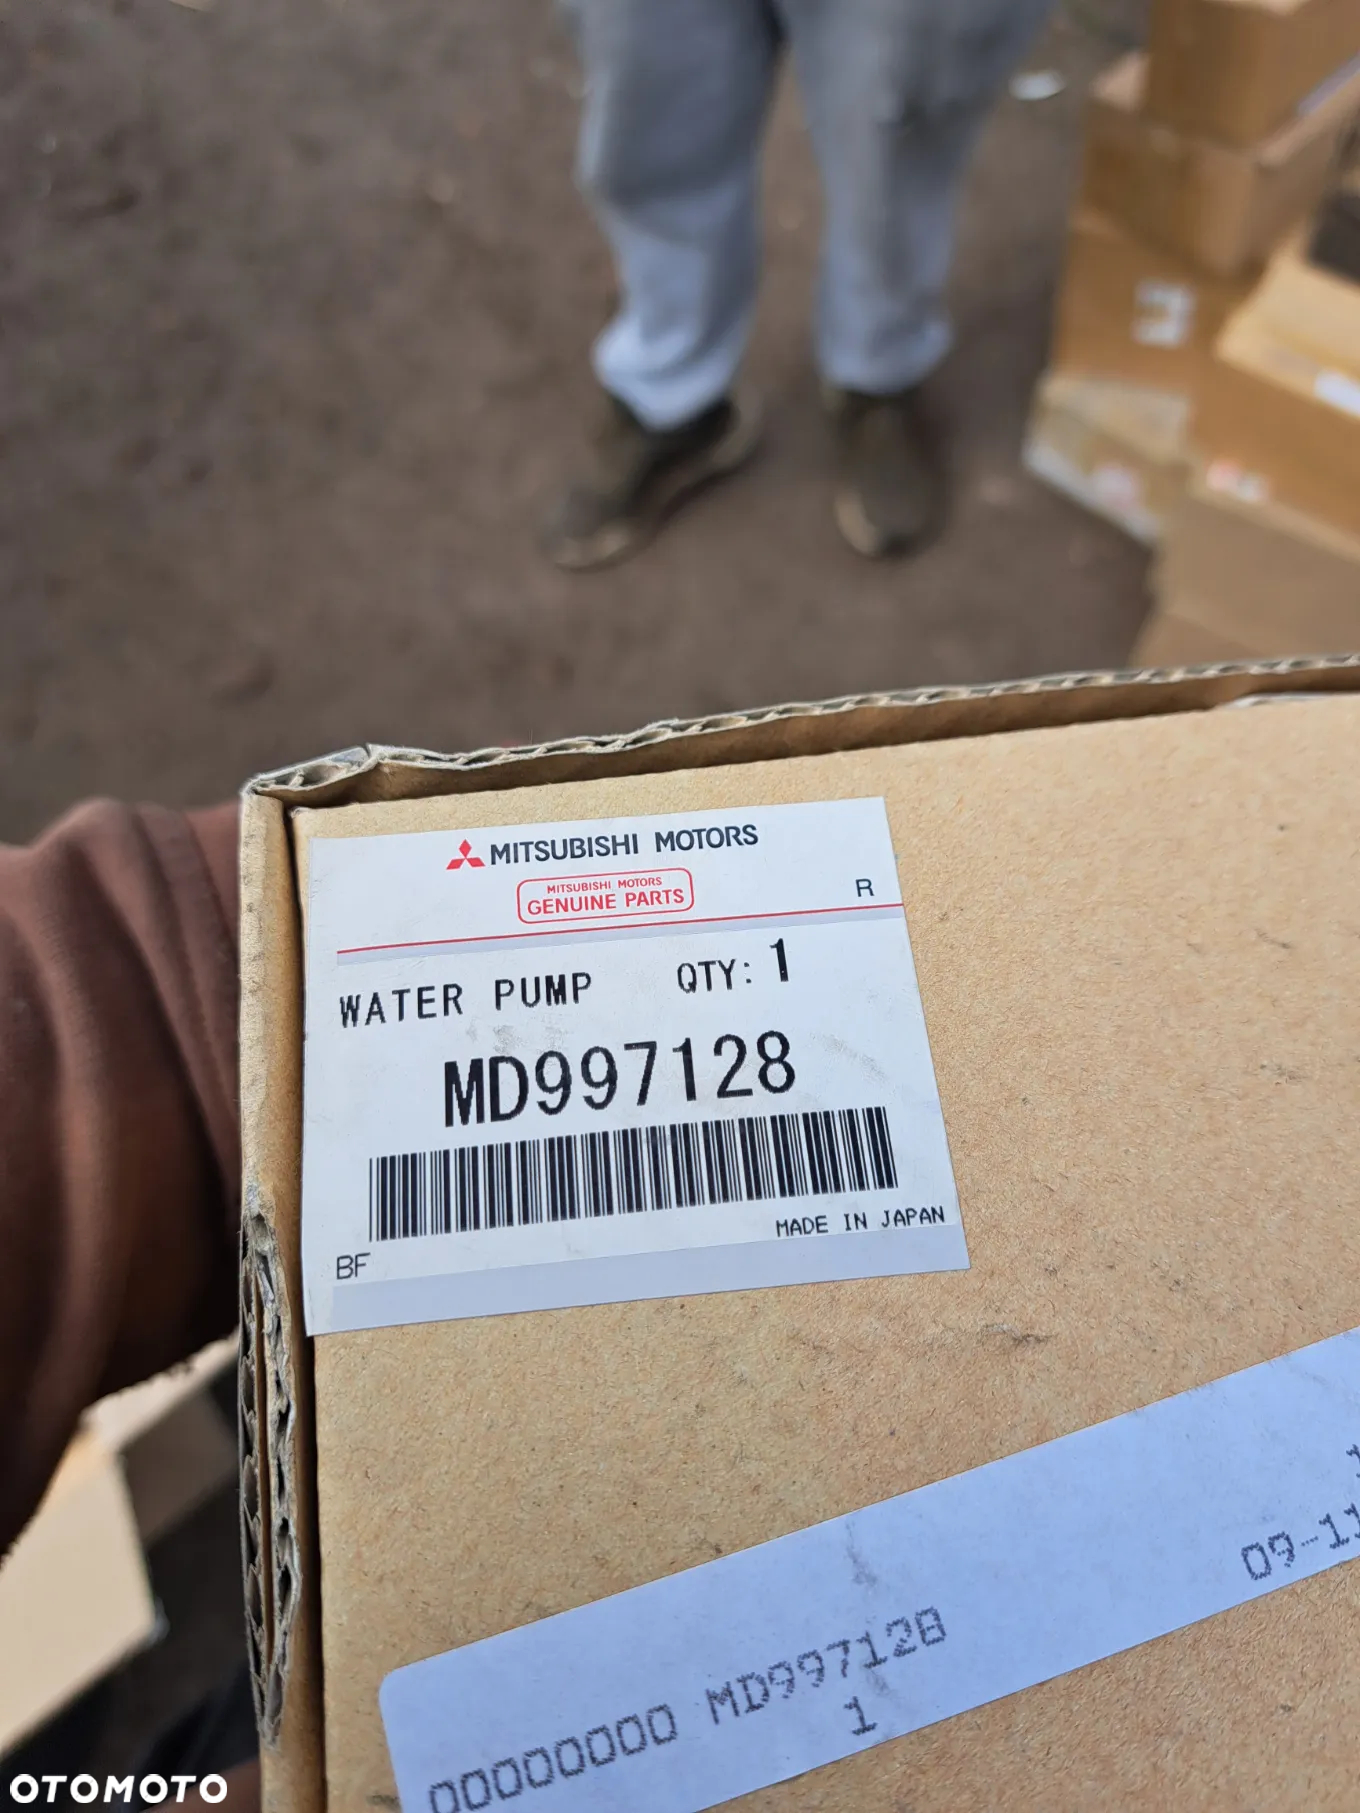 MITSUBISHI MOTORS
MITSUBISHI MOTORS
GENUINE PARTS
R
WATER PUMP QTY: 1
MD997128
MADE IN JAPAN
BF
09-11
00000000 MD997128
1
OTOMOTO